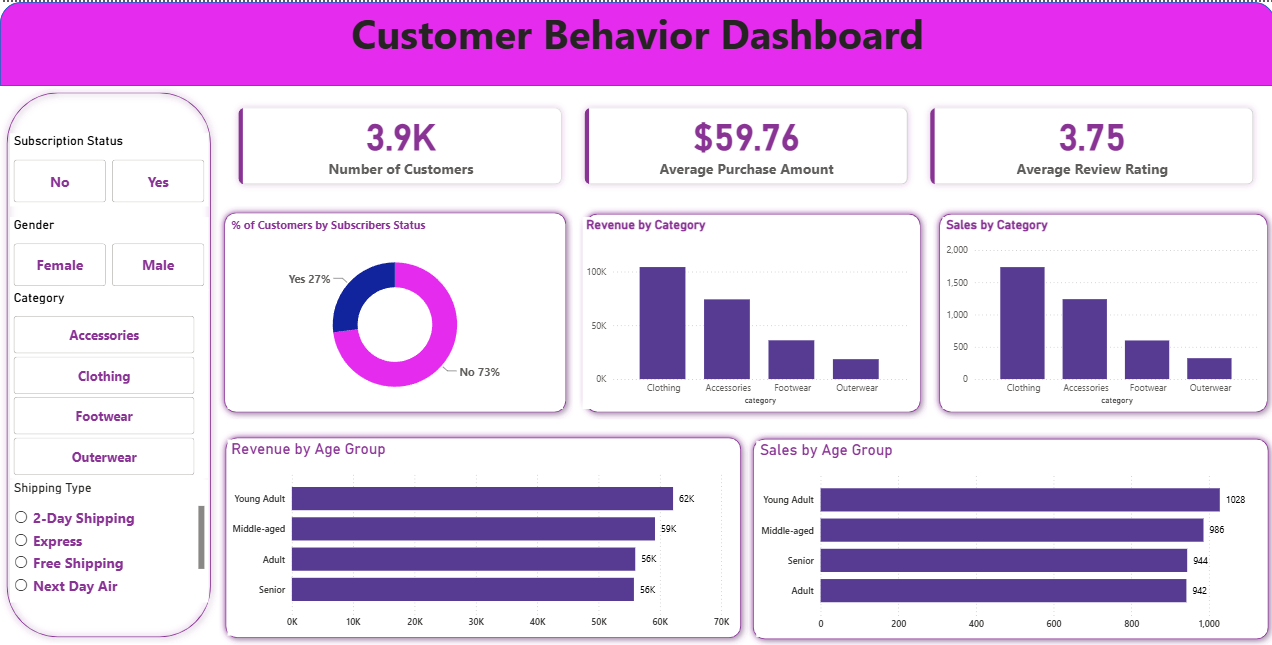 Customer Behavior Dashboard
Subscription Status
No
Yes
Gender
Female
Male
Category
Accessories
Clothing
Footwear
Outerwear
Shipping Type
2-Day Shipping
Express
Free Shipping
Next Day Air
3.9K
Number of Customers
$59.76
Average Purchase Amount
3.75
Average Review Rating
% of Customers by Subscribers Status
Yes 27%
No 73%
Revenue by Category
100K
50K
0K
Clothing
Accessories
Footwear
Outerwear
category
Sales by Category
2,000
1,500
1,000
500
0
Clothing
Accessories
Footwear
Outerwear
category
Revenue by Age Group
Young Adult
62K
Middle-aged
59K
Adult
56K
Senior
56K
0K
10K
20K
30K
40K
50K
60K
70K
Sales by Age Group
Young Adult
1028
Middle-aged
986
Senior
944
Adult
942
0
200
400
600
800
1,000